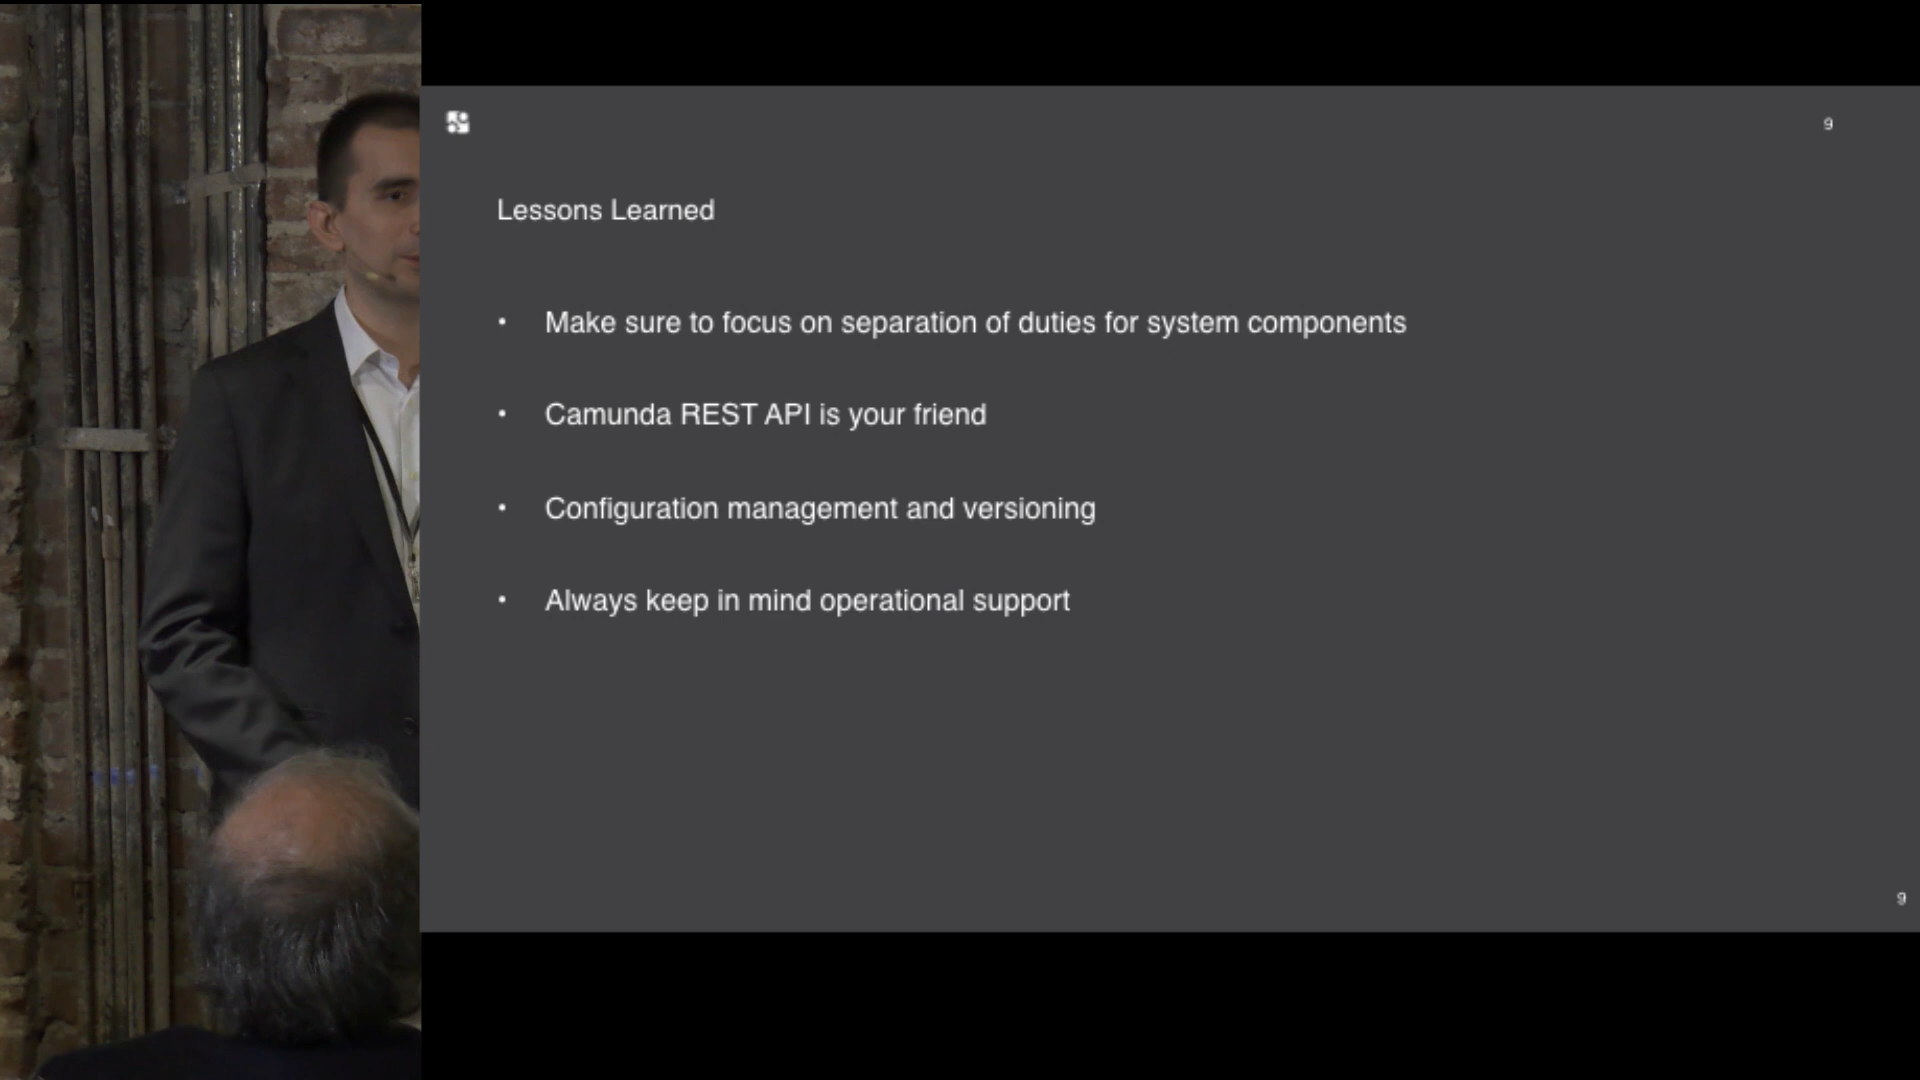 9
Lessons Learned
• Make sure to focus on separation of duties for system components
• Camunda REST API is your friend
• Configuration management and versioning
• Always keep in mind operational support
9